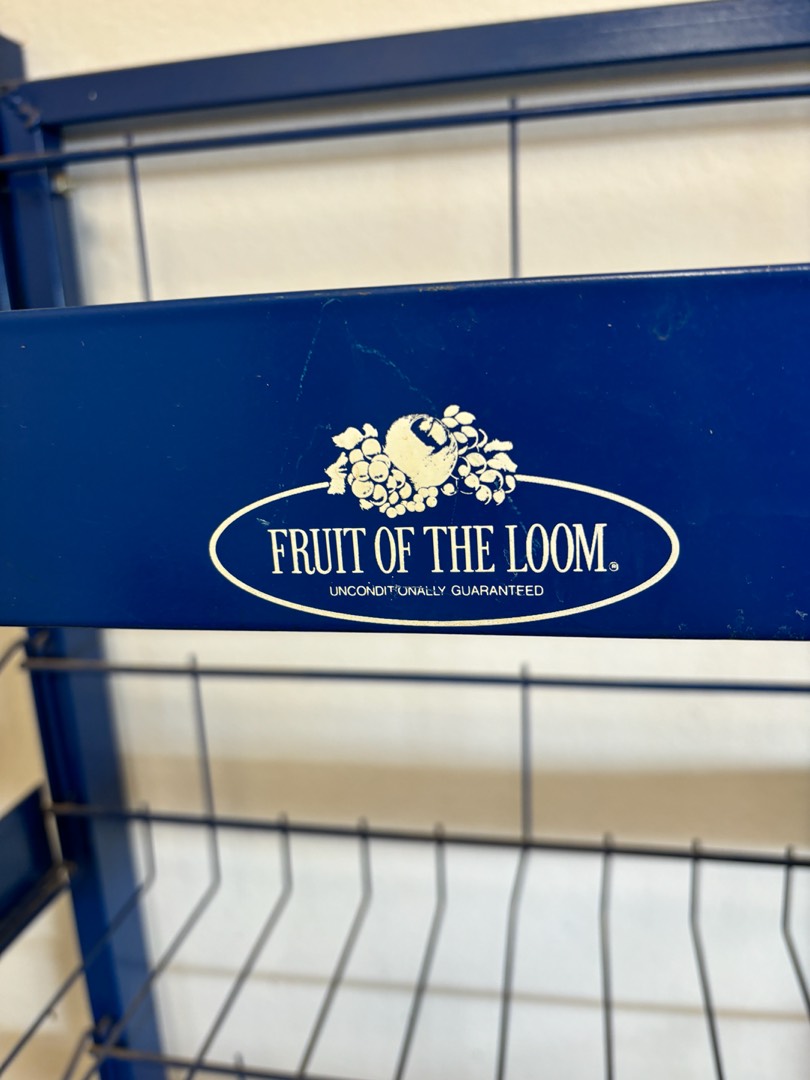 FRUIT OF THE LOOM®
UNCONDITIONALLY GUARANTEED